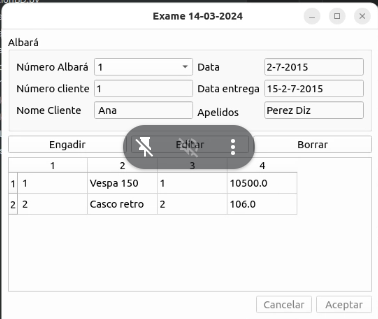 Exame 14-03-2024
Albará
Número Albará 1 Data 2-7-2015
Número cliente 1 Data entrega 15-2-7-2015
Nome Cliente Ana Apelidos Perez Diz
Engadir Editar Borrar
1 2 3 4
1 1 Vespa 150 1 10500.0
2 2 Casco retro 2 106.0
Cancelar Aceptar